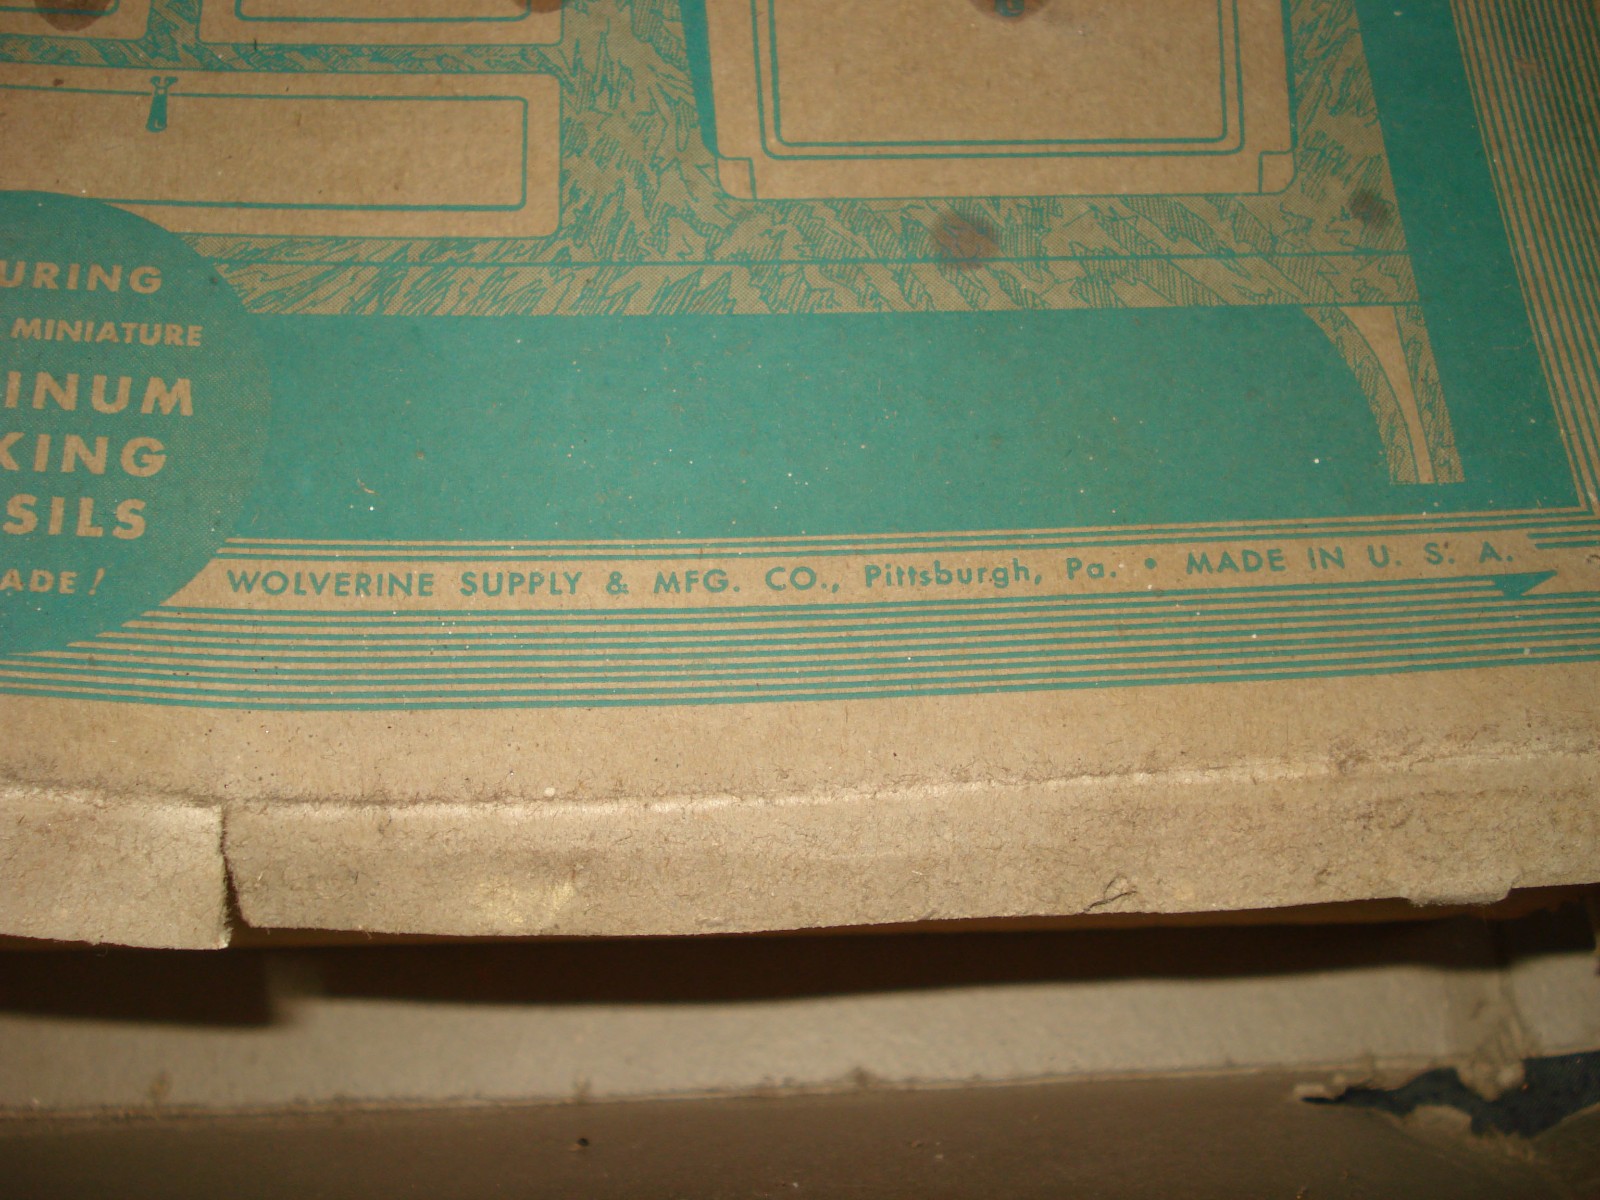 URING
MINIATURE
INUM
KING
SILS
ADE!
WOLVERINE SUPPLY & MFG. CO., Pittsburgh, Pa. • MADE IN U. S. A.